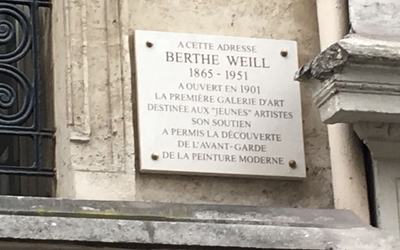 A CETTE ADRESSE
BERTHE WEILL
1865 - 1951
A OUVERT EN 1901
LA PREMIÈRE GALERIE D'ART
DESTINÉE AUX "JEUNES" ARTISTES
SON SOUTIEN
A PERMIS LA DÉCOUVERTE
DE L'AVANT-GARDE
DE LA PEINTURE MODERNE